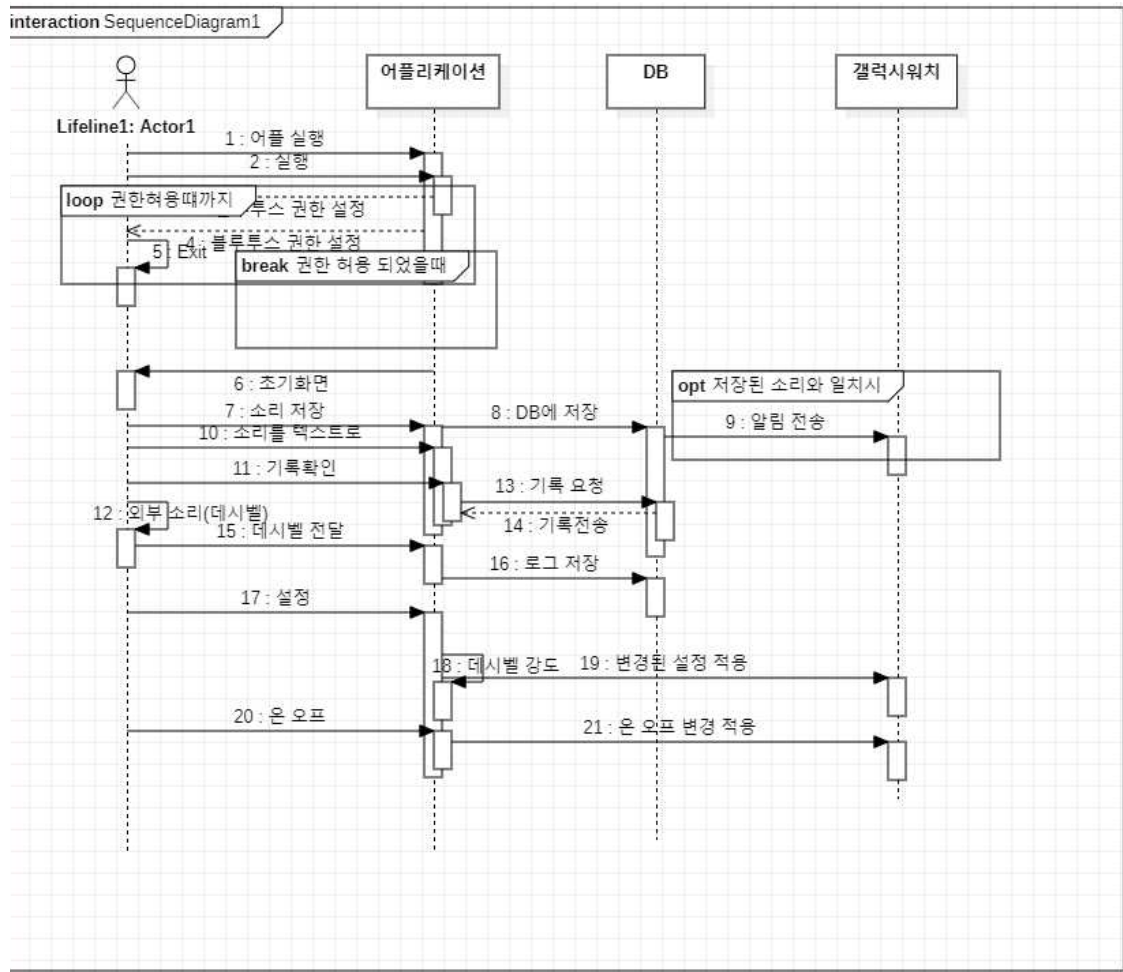 interaction SequenceDiagram1
어플리케이션
DB
갤럭시워치
Lifeline1: Actor1
1 : 어플 실행
2 : 실행
loop 권한혀용떄까지
투스 권한 설정
4 : 블루투스 권한 설정
5 : Exit
break 권한 허용 되었을때
6 : 초기화면
opt 저장된 소리와 일치시
7 : 소리 저장
8 : DB에 저장
9 : 알림 전송
10 : 소리를 텍스트로
11 : 기록확인
13 : 기록 요청
12 : 외부 소리(데시벨)
14 : 기록전송
15 : 데시벨 전달
16 : 로그 저장
17 : 설정
18 : 데시벨 강도
19 : 변경된 설정 적용
20 : 온 오프
21 : 온 오프 변경 적용